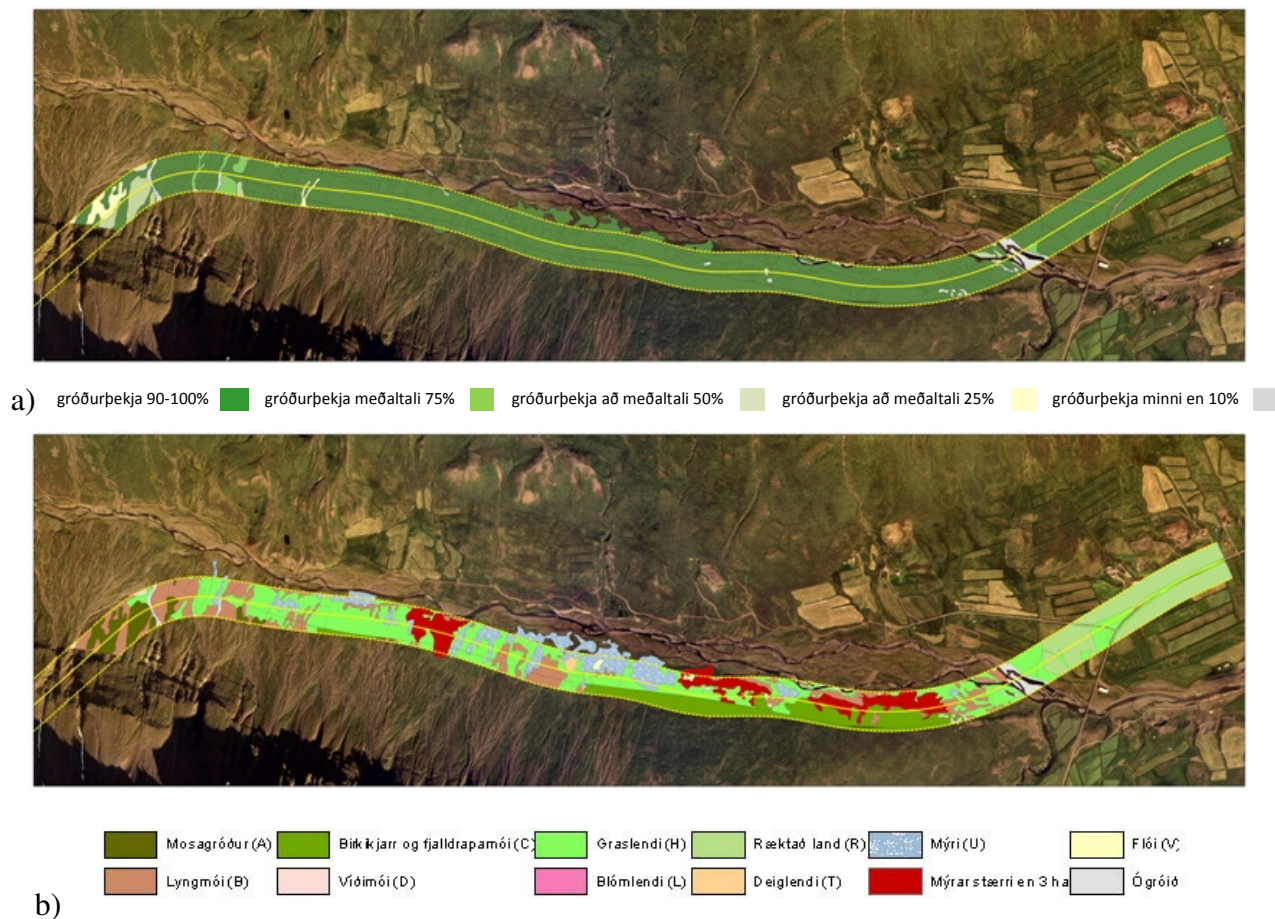 a) gróðurþekja 90-100% gróðurþekja meðaltali 75% gróðurþekja að meðaltali 50% gróðurþekja að meðaltali 25% gróðurþekja minni en 10%
Mosagróður (A) Birkikjarr og fjalldrapamói (C) Graslendi (H) Ræktað land (R) Mýri (U) Flói (V)
Lyngmói (B) Víðimói (D) Blómlendi (L) Deiglendi (T) Mýrar stærri en 3 ha Ógróið
b)